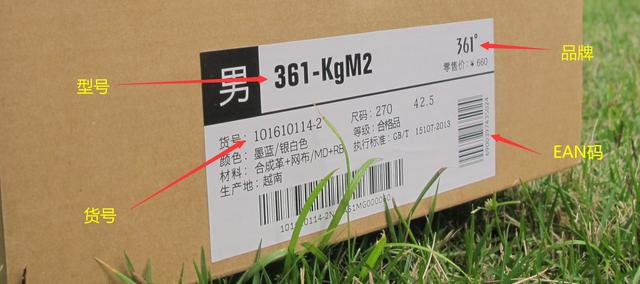 男
361-KgM2
361°
零售价：¥ 660
型号
品牌
货号：101610114-2
尺码：270 42.5
颜色：墨蓝/银白色
等级：合格品
材料：合成革+网布/MD+RB
执行标准：GB/T 15107-2013
生产地：越南
EAN码
货号